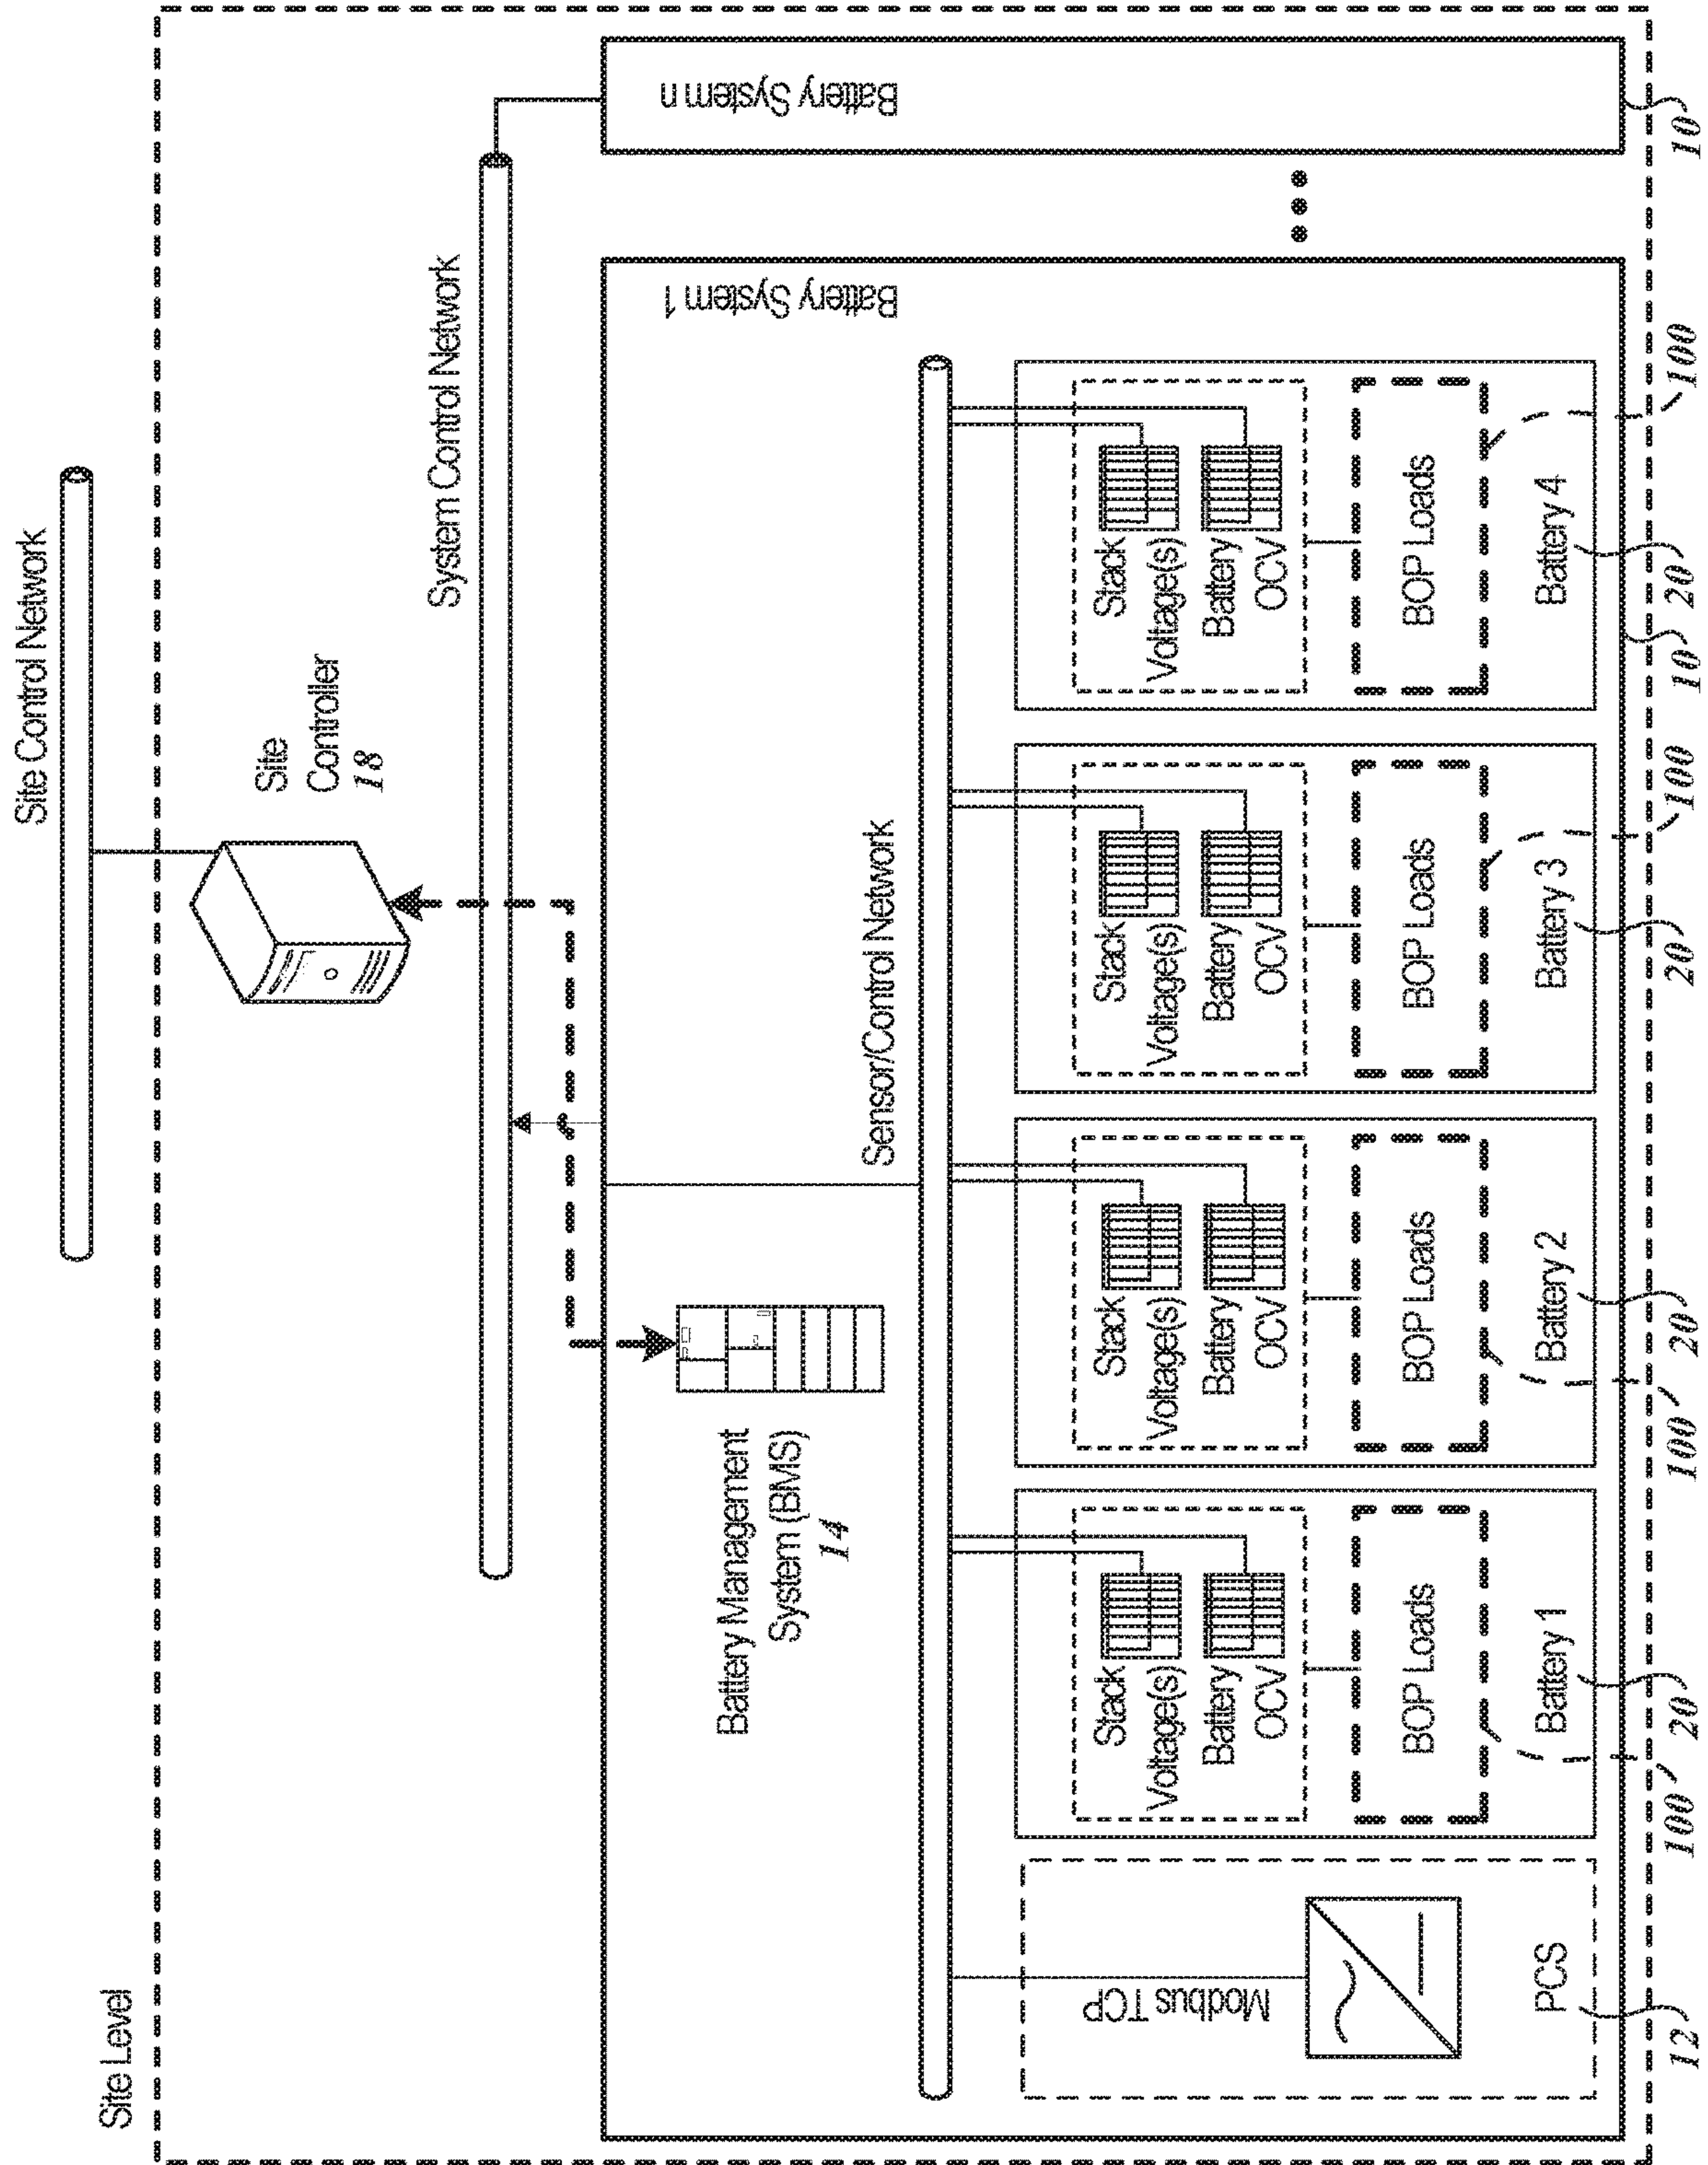 Site Level
Site Control Network
Site
Controller
18
System Control Network
Battery Management
System (BMS)
14
Battery System 1
Battery System n
Sensor/Control Network
Modbus TCP
PCS
Stack
Voltage(s)
Battery
OCV
BOP Loads
Battery 1
Stack
Voltage(s)
Battery
OCV
BOP Loads
Battery 2
Stack
Voltage(s)
Battery
OCV
BOP Loads
Battery 3
Stack
Voltage(s)
Battery
OCV
BOP Loads
Battery 4
12
100
20
100
20
20
100
10
20
100
10